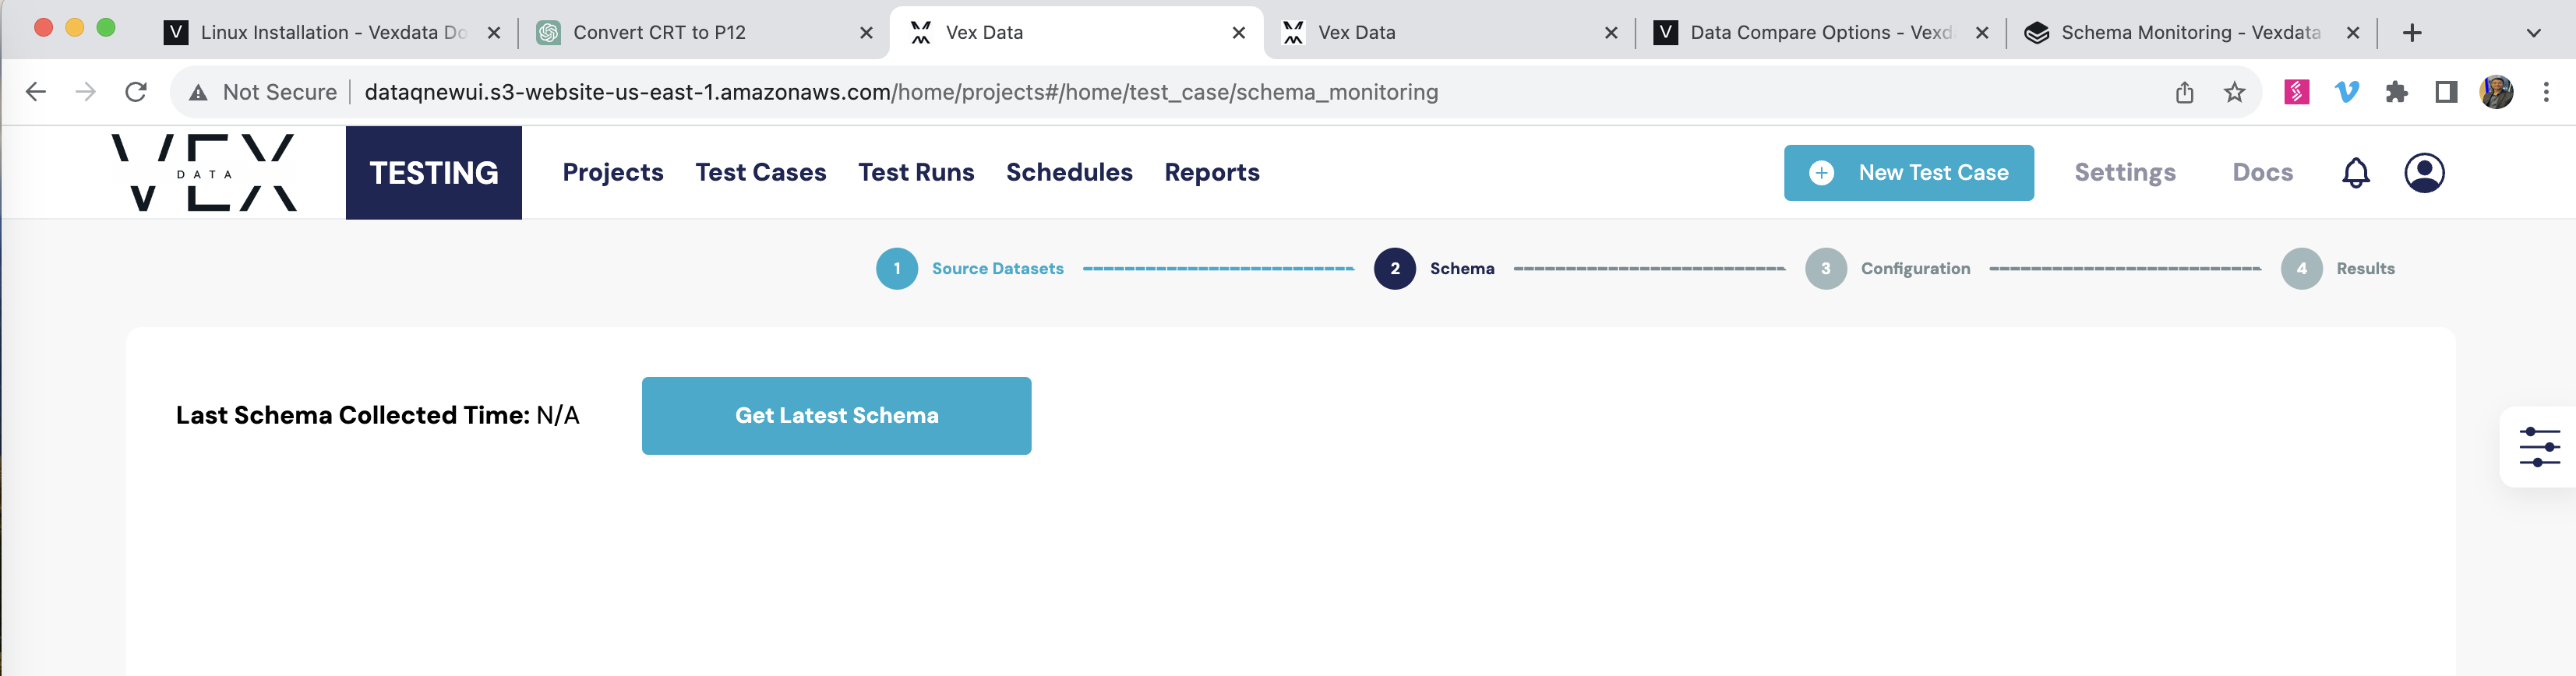 Linux Installation - Vexdata Do
Convert CRT to P12
Vex Data
Vex Data
Data Compare Options - Vexd
Schema Monitoring - Vexdata
Not Secure
dataqnewui.s3-website-us-east-1.amazonaws.com/home/projects#/home/test_case/schema_monitoring
VEX
DATA
TESTING
Projects
Test Cases
Test Runs
Schedules
Reports
New Test Case
Settings
Docs
1 Source Datasets
2 Schema
3 Configuration
4 Results
Last Schema Collected Time: N/A
Get Latest Schema